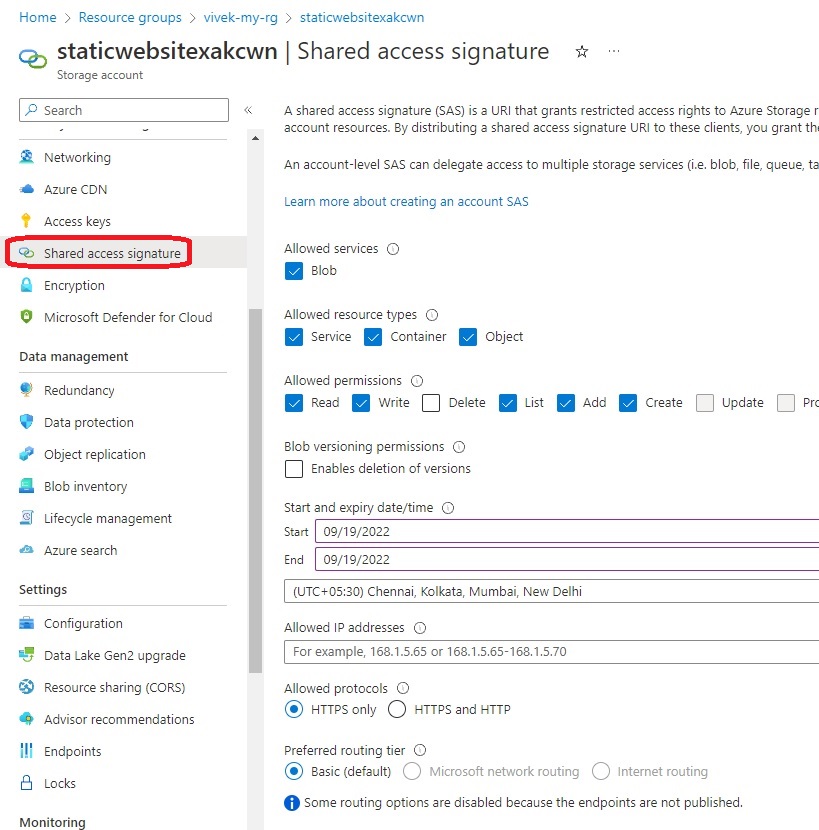 Home > Resource groups > vivek-my-rg > staticwebsitexakcwn
staticwebsitexakcwn | Shared access signature ☆ ...
Storage account
Search
«
Networking
Azure CDN
Access keys
Shared access signature
Encryption
Microsoft Defender for Cloud
Data management
Redundancy
Data protection
Object replication
Blob inventory
Lifecycle management
Azure search
Settings
Configuration
Data Lake Gen2 upgrade
Resource sharing (CORS)
Advisor recommendations
Endpoints
Locks
Monitoring
A shared access signature (SAS) is a URI that grants restricted access rights to Azure Storage r
account resources. By distributing a shared access signature URI to these clients, you grant the
An account-level SAS can delegate access to multiple storage services (i.e. blob, file, queue, ta
Learn more about creating an account SAS
Allowed services
Blob
Allowed resource types
Service Container Object
Allowed permissions
Read Write Delete List Add Create Update Pro
Blob versioning permissions
Enables deletion of versions
Start and expiry date/time
Start 09/19/2022
End 09/19/2022
(UTC+05:30) Chennai, Kolkata, Mumbai, New Delhi
Allowed IP addresses
For example, 168.1.5.65 or 168.1.5.65-168.1.5.70
Allowed protocols
HTTPS only HTTPS and HTTP
Preferred routing tier
Basic (default) Microsoft network routing Internet routing
Some routing options are disabled because the endpoints are not published.